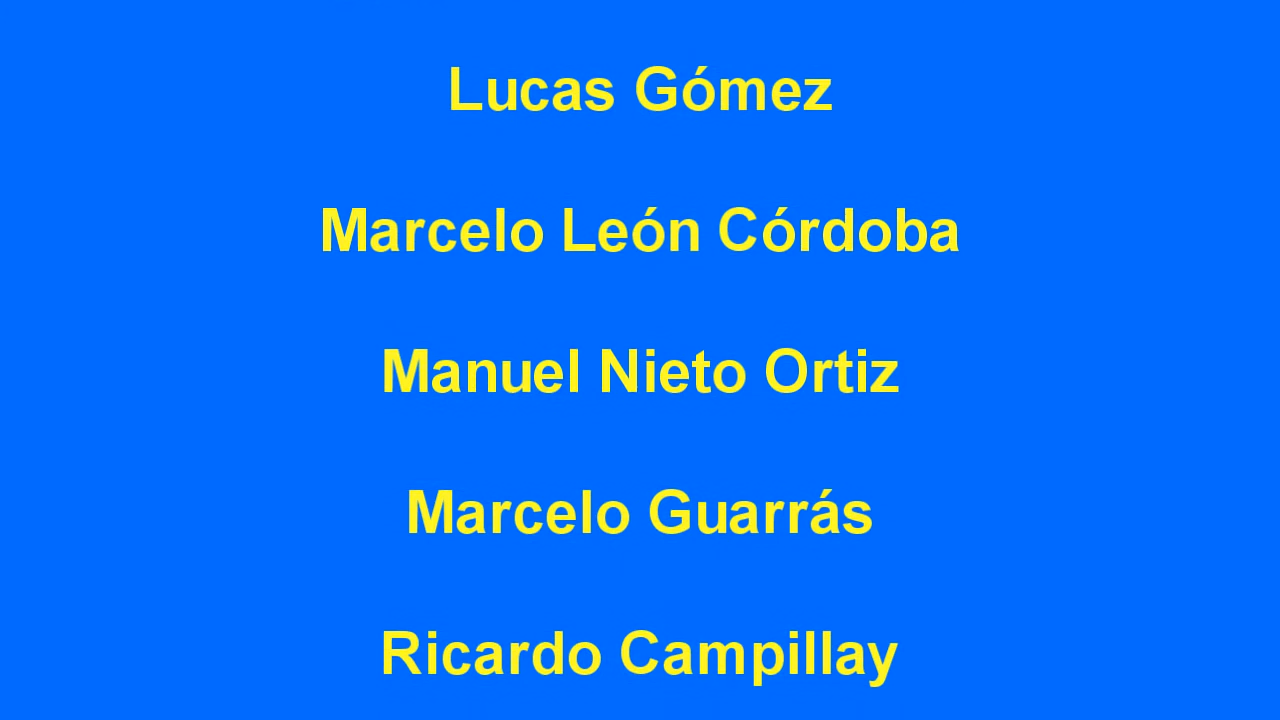 Lucas Gómez
Marcelo León Córdoba
Manuel Nieto Ortiz
Marcelo Guarrás
Ricardo Campillay